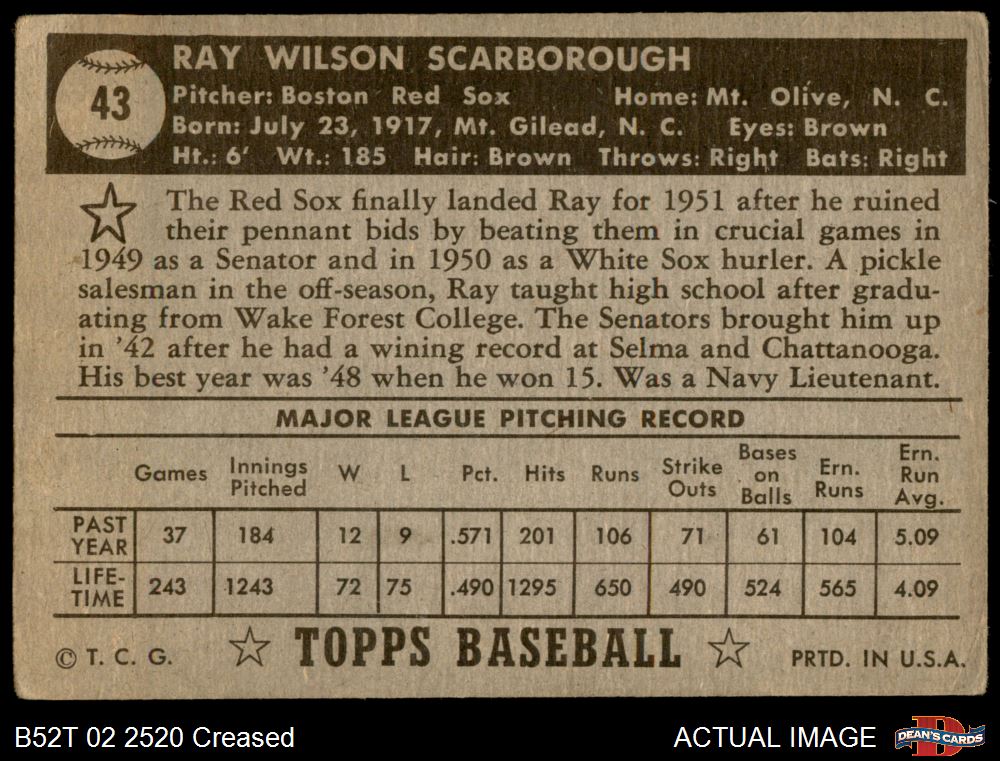 43
RAY WILSON SCARBOROUGH
Pitcher: Boston Red Sox Home: Mt. Olive, N. C.
Born: July 23, 1917, Mt. Gilead, N. C. Eyes: Brown
Ht.: 6' Wt.: 185 Hair: Brown Throws: Right Bats: Right
The Red Sox finally landed Ray for 1951 after he ruined
their pennant bids by beating them in crucial games in
1949 as a Senator and in 1950 as a White Sox hurler. A pickle
salesman in the off-season, Ray taught high school after gradu-
ating from Wake Forest College. The Senators brought him up
in '42 after he had a wining record at Selma and Chattanooga.
His best year was '48 when he won 15. Was a Navy Lieutenant.
MAJOR LEAGUE PITCHING RECORD
Games Innings Pitched W L Pct. Hits Runs Strike Outs Bases on Balls Ern. Runs Ern. Run Avg.
PAST YEAR 37 184 12 9 .571 201 106 71 61 104 5.09
LIFE-TIME 243 1243 72 75 .490 1295 650 490 524 565 4.09
© T. C. G. TOPPS BASEBALL PRTD. IN U.S.A.
B52T 02 2520 Creased ACTUAL IMAGE DEAN'S CARDS